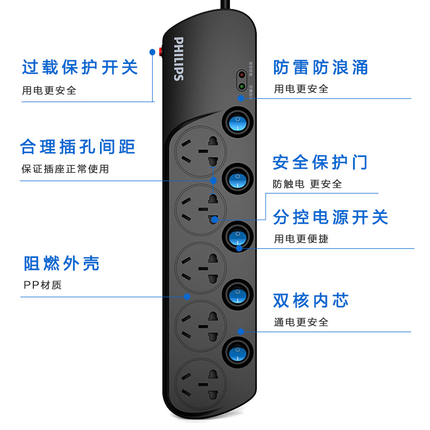 PHILIPS
过载保护开关
用电更安全
防雷防浪涌
用电更安全
合理插孔间距
保证插座正常使用
安全保护门
防触电 更安全
分控电源开关
用电更便捷
阻燃外壳
PP材质
双核内芯
通电更安全